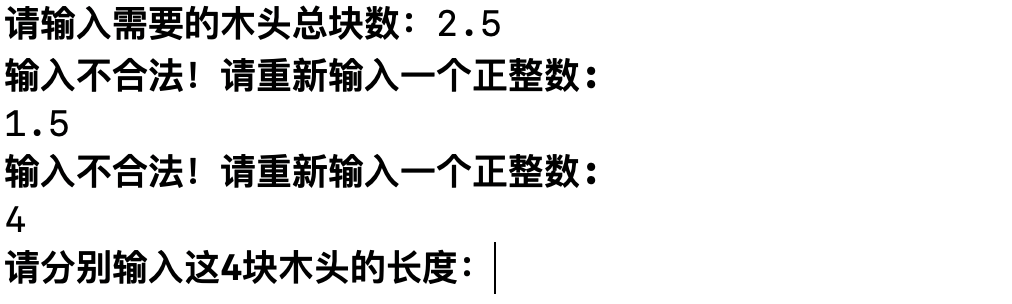 请输入需要的木头总块数：2.5
输入不合法！请重新输入一个正整数：
1.5
输入不合法！请重新输入一个正整数：
4
请分别输入这4块木头的长度：